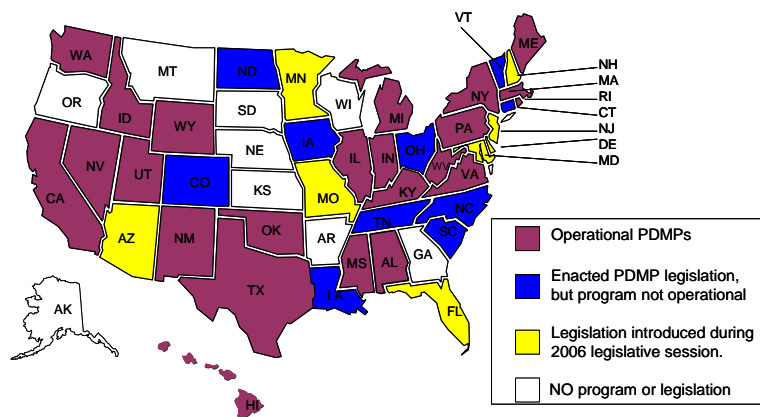 VT
WA
ME
MT
ND
MN
NH
OR
MA
ID
SD
WI
NY
RI
WY
MI
CT
IA
PA
NJ
NE
DE
NV
IL
IN
OH
MD
UT
CO
WV
VA
CA
KS
MO
KY
NC
TN
AZ
NM
OK
AR
SC
MS
AL
GA
TX
LA
FL
AK
HI
Operational PDMPs
Enacted PDMP legislation,
but program not operational
Legislation introduced during
2006 legislative session.
NO program or legislation